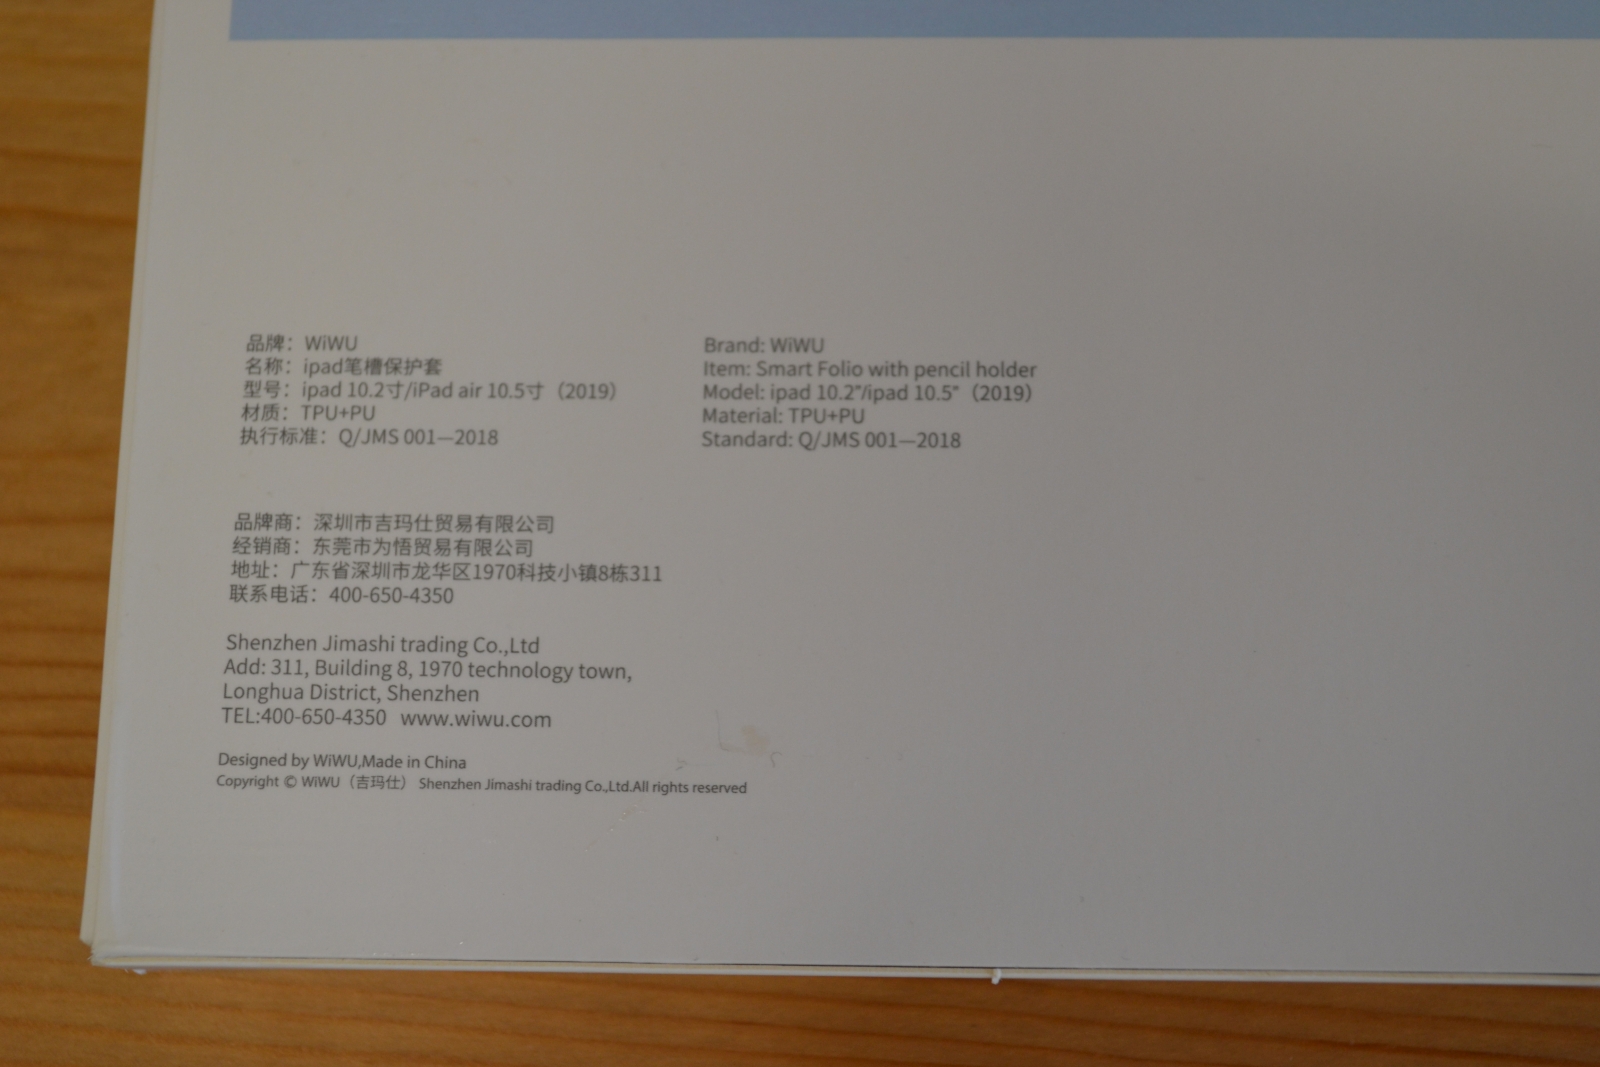 品牌：WiWU
名称：ipad笔槽保护套
型号：ipad 10.2寸/iPad air 10.5寸（2019）
材质：TPU+PU
执行标准：Q/JMS 001—2018
Brand: WiWU
Item: Smart Folio with pencil holder
Model: ipad 10.2"/ipad 10.5"（2019）
Material: TPU+PU
Standard: Q/JMS 001—2018
品牌商：深圳市吉玛仕贸易有限公司
经销商：东莞市为悟贸易有限公司
地址：广东省深圳市龙华区1970科技小镇8栋311
联系电话：400-650-4350
Shenzhen Jimashi trading Co.,Ltd
Add: 311, Building 8, 1970 technology town,
Longhua District, Shenzhen
TEL:400-650-4350 www.wiwu.com
Designed by WiWU,Made in China
Copyright © WiWU（吉玛仕） Shenzhen Jimashi trading Co.,Ltd.All rights reserved